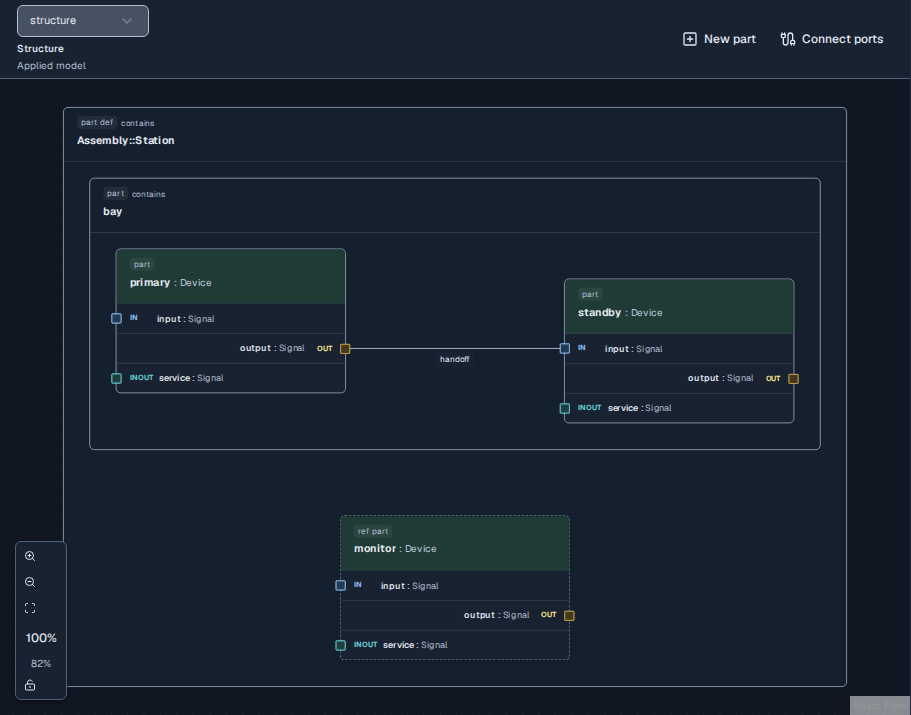 structure
Structure
Applied model
New part
Connect ports
part def contains
Assembly::Station
part contains
bay
part
primary : Device
IN input : Signal
output : Signal OUT
INOUT service : Signal
handoff
part
standby : Device
IN input : Signal
output : Signal OUT
INOUT service : Signal
ref part
monitor : Device
IN input : Signal
output : Signal OUT
INOUT service : Signal
100%
82%
React Flow